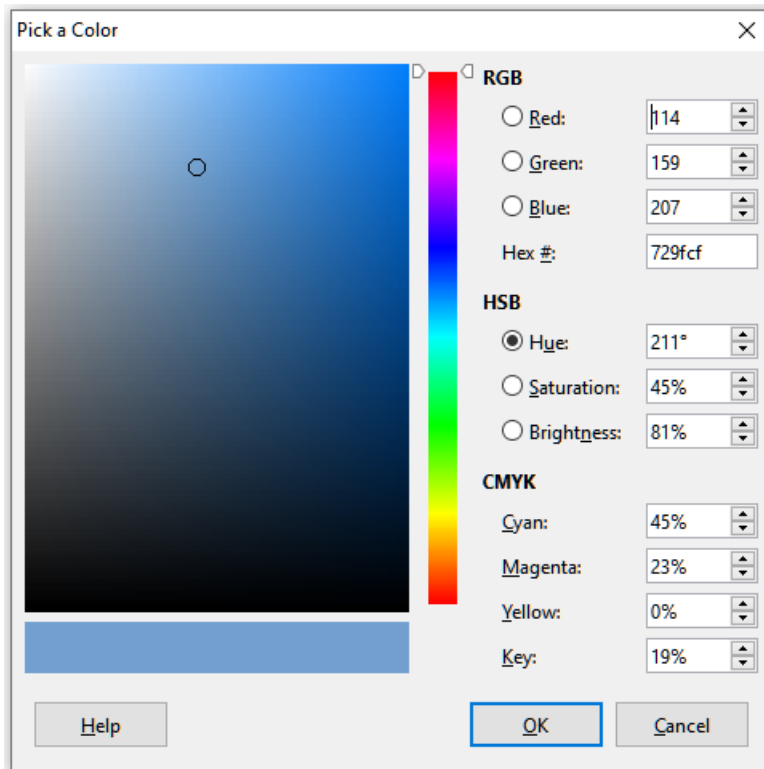 Pick a Color
RGB
Red: 114
Green: 159
Blue: 207
Hex #: 729fcf
HSB
Hue: 211°
Saturation: 45%
Brightness: 81%
CMYK
Cyan: 45%
Magenta: 23%
Yellow: 0%
Key: 19%
Help OK Cancel